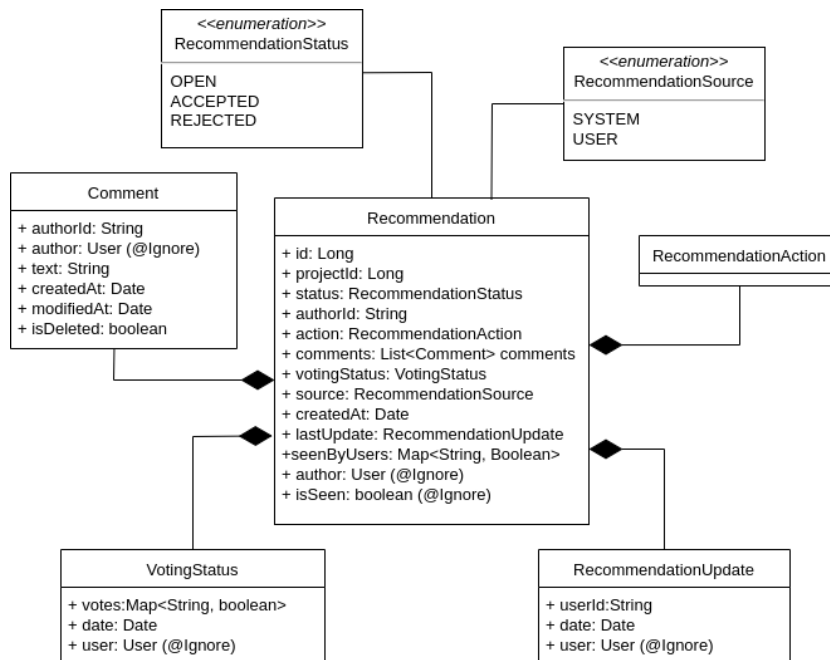 <<enumeration>>
RecommendationStatus
OPEN
ACCEPTED
REJECTED
<<enumeration>>
RecommendationSource
SYSTEM
USER
Comment
+ authorId: String
+ author: User (@Ignore)
+ text: String
+ createdAt: Date
+ modifiedAt: Date
+ isDeleted: boolean
Recommendation
+ id: Long
+ projectId: Long
+ status: RecommendationStatus
+ authorId: String
+ action: RecommendationAction
+ comments: List<Comment> comments
+ votingStatus: VotingStatus
+ source: RecommendationSource
+ createdAt: Date
+ lastUpdate: RecommendationUpdate
+seenByUsers: Map<String, Boolean>
+ author: User (@Ignore)
+ isSeen: boolean (@Ignore)
RecommendationAction
VotingStatus
+ votes:Map<String, boolean>
+ date: Date
+ user: User (@Ignore)
RecommendationUpdate
+ userId:String
+ date: Date
+ user: User (@Ignore)